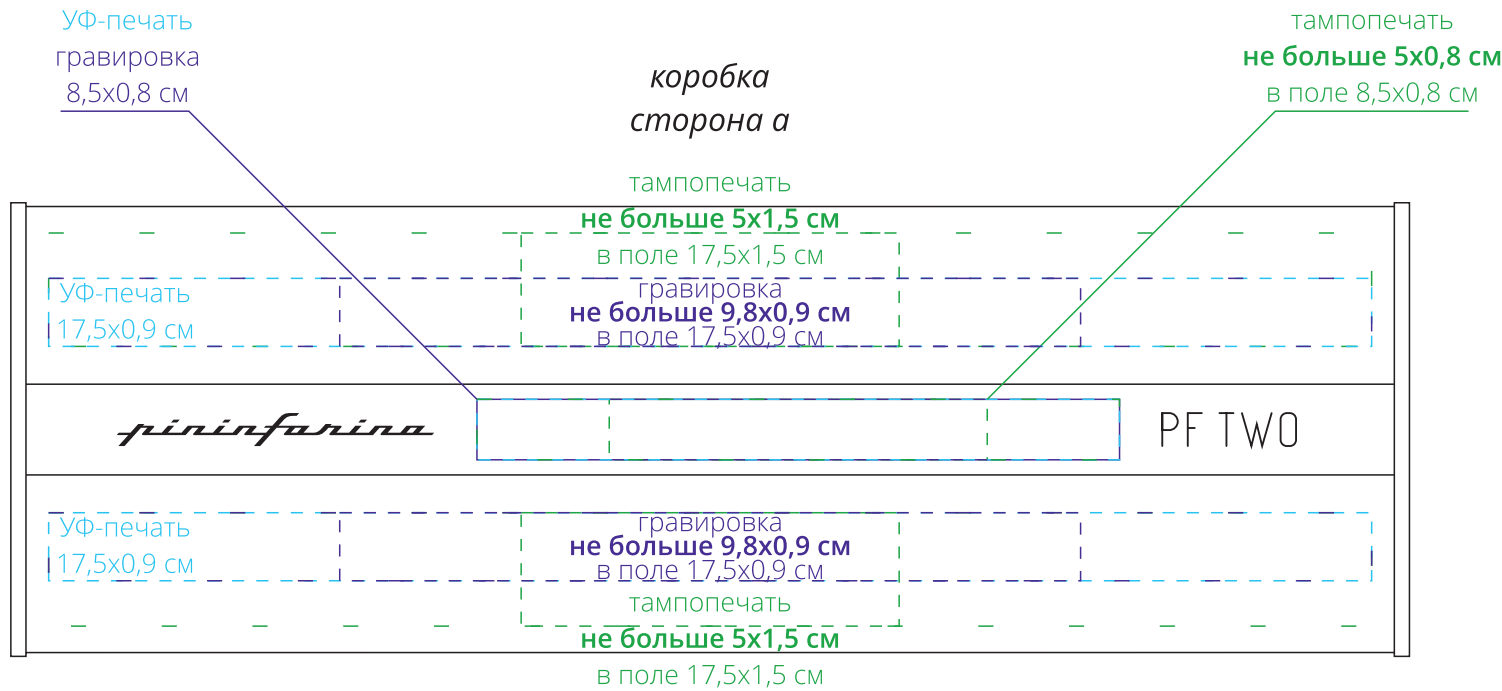 УФ-печать
гравировка
8,5х0,8 см
коробка
сторона а
тампопечать
не больше 5х0,8 см
в поле 8,5х0,8 см
тампопечать
не больше 5х1,5 см
в поле 17,5х1,5 см
УФ-печать
17,5х0,9 см
гравировка
не больше 9,8х0,9 см
в поле 17,5х0,9 см
pininfarina
PF TWO
УФ-печать
17,5х0,9 см
гравировка
не больше 9,8х0,9 см
в поле 17,5х0,9 см
тампопечать
не больше 5х1,5 см
в поле 17,5х1,5 см